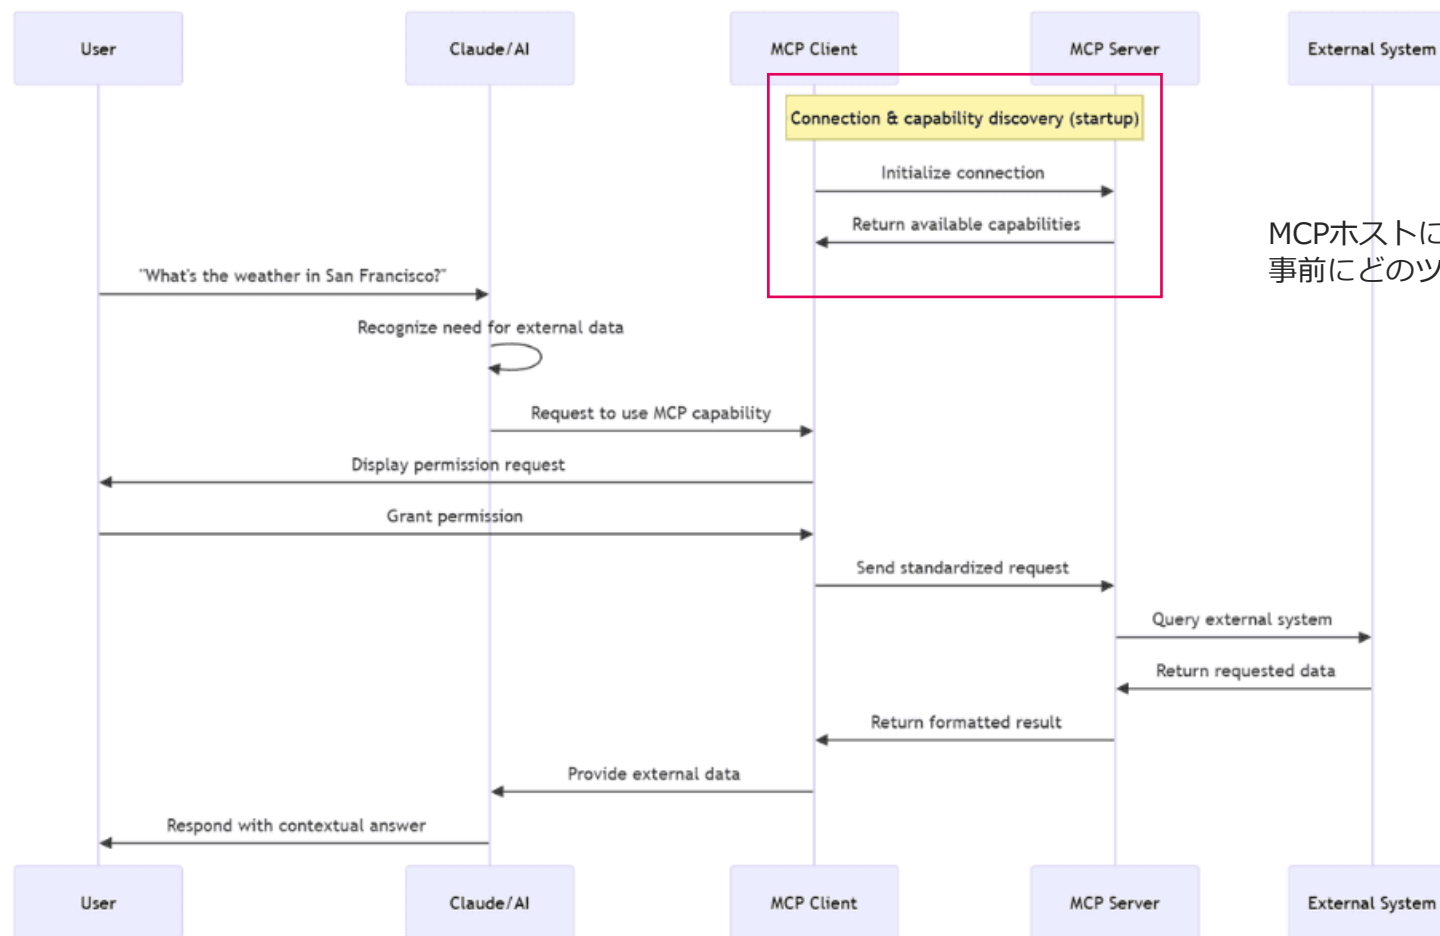 User
Claude/AI
MCP Client
MCP Server
External System
Connection & capability discovery (startup)
Initialize connection
Return available capabilities
MCPホストに
事前にどのツ
"What's the weather in San Francisco?"
Recognize need for external data
Request to use MCP capability
Display permission request
Grant permission
Send standardized request
Query external system
Return requested data
Return formatted result
Provide external data
Respond with contextual answer
User
Claude/AI
MCP Client
MCP Server
External System